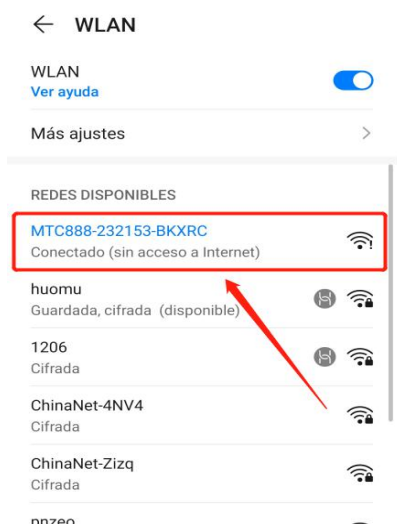 WLAN
WLAN
Ver ayuda
Más ajustes
REDES DISPONIBLES
MTC888-232153-BKXRC
Conectado (sin acceso a Internet)
huomu
Guardada, cifrada (disponible)
1206
Cifrada
ChinaNet-4NV4
Cifrada
ChinaNet-Zizq
Cifrada